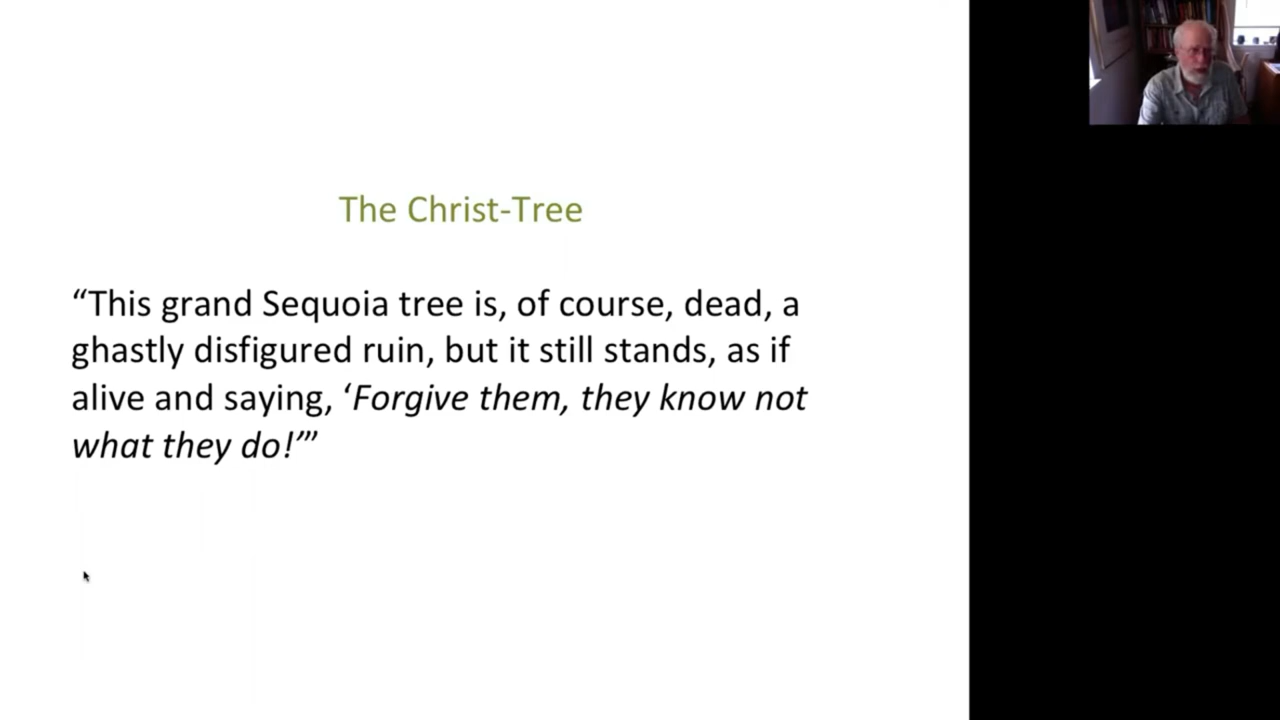 The Christ-Tree
“This grand Sequoia tree is, of course, dead, a
ghastly disfigured ruin, but it still stands, as if
alive and saying, ‘Forgive them, they know not
what they do!’”